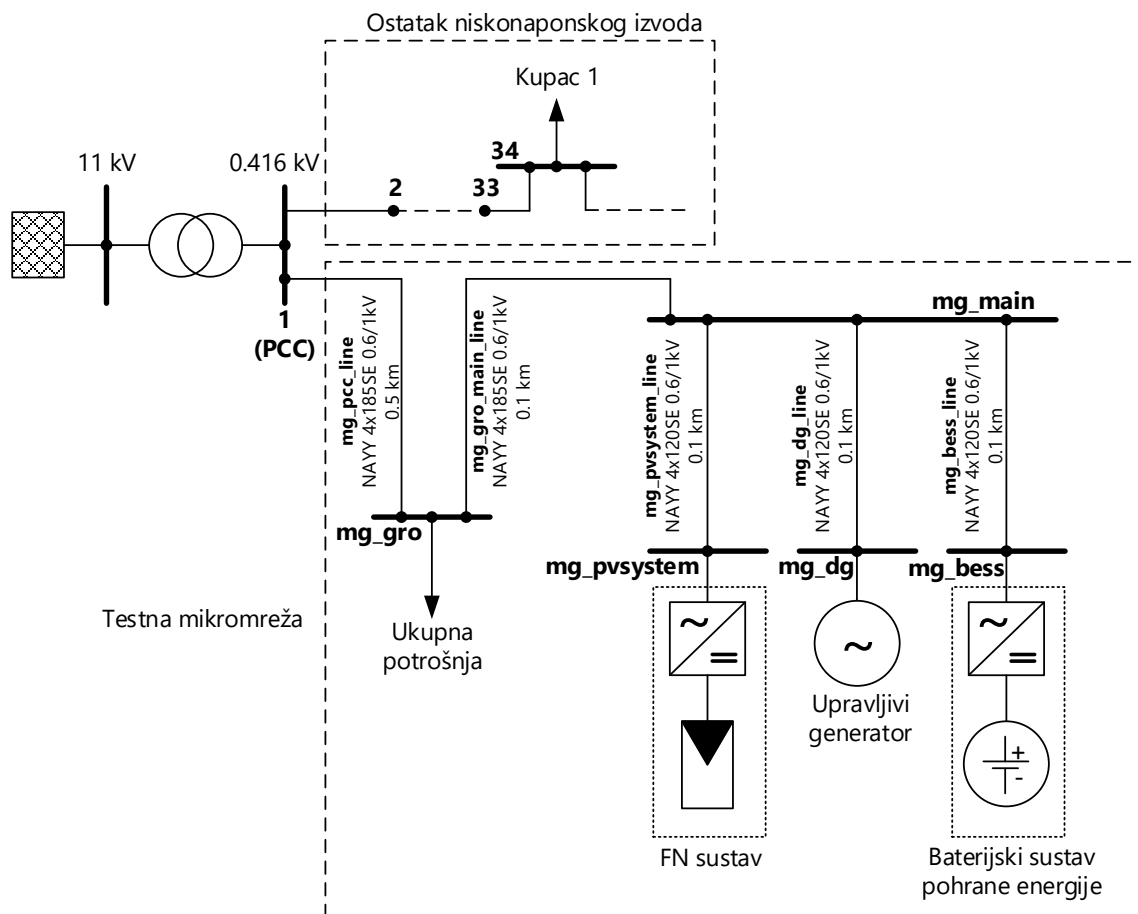 Ostatak niskonaponskog izvoda
Kupac 1
11 kV
0.416 kV
34
2
33
1
(PCC)
mg_main
mg_pcc_line
NAYY 4x185SE 0.6/1kV
0.5 km
mg_gro_main_line
NAYY 4x185SE 0.6/1kV
0.1 km
mg_pvsystem_line
NAYY 4x120SE 0.6/1kV
0.1 km
mg_dg_line
NAYY 4x120SE 0.6/1kV
0.1 km
mg_bess_line
NAYY 4x120SE 0.6/1kV
0.1 km
mg_gro
mg_pvsystem
mg_dg
mg_bess
Testna mikromreža
Ukupna
potrošnja
~
=
~
~
=
Upravljivi
generator
+
-
FN sustav
Baterijski sustav
pohrane energije